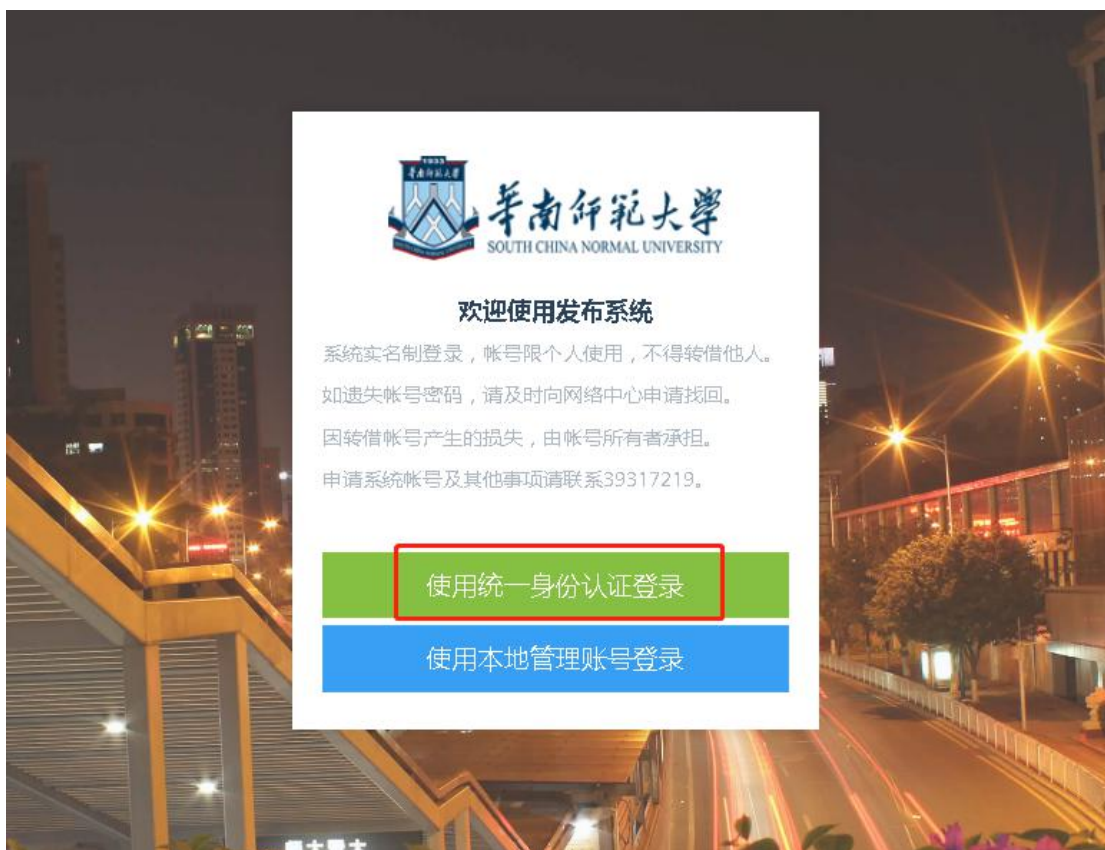 1933
華南師範大學
華南師範大學
SOUTH CHINA NORMAL UNIVERSITY
欢迎使用发布系统
系统实名制登录，帐号限个人使用，不得转借他人。
如遗失帐号密码，请及时向网络中心申请找回。
因转借帐号产生的损失，由帐号所有者承担。
申请系统帐号及其他事项请联系39317219。
使用统一身份认证登录
使用本地管理账号登录